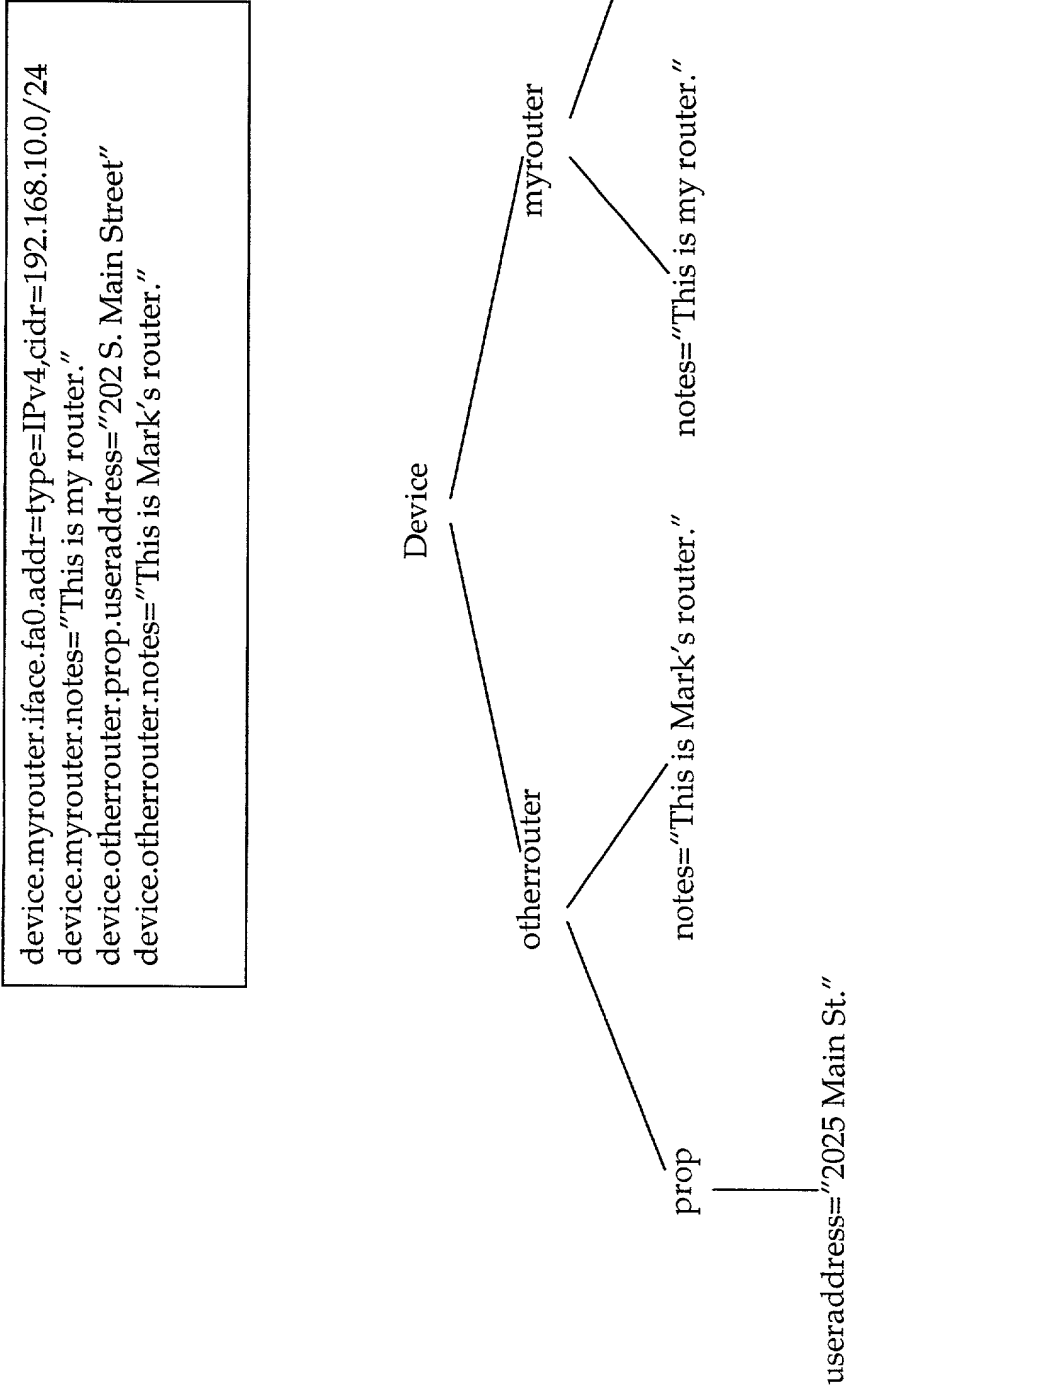 device.myrouter.iface.fa0.addr=type=IPv4,cidr=192.168.10.0/24
device.myrouter.notes="This is my router."
device.otherrouter.prop.useraddress="202 S. Main Street"
device.otherrouter.notes="This is Mark's router."
Device
otherrouter
myrouter
prop
notes="This is Mark's router."
notes="This is my router."
useraddress="2025 Main St."